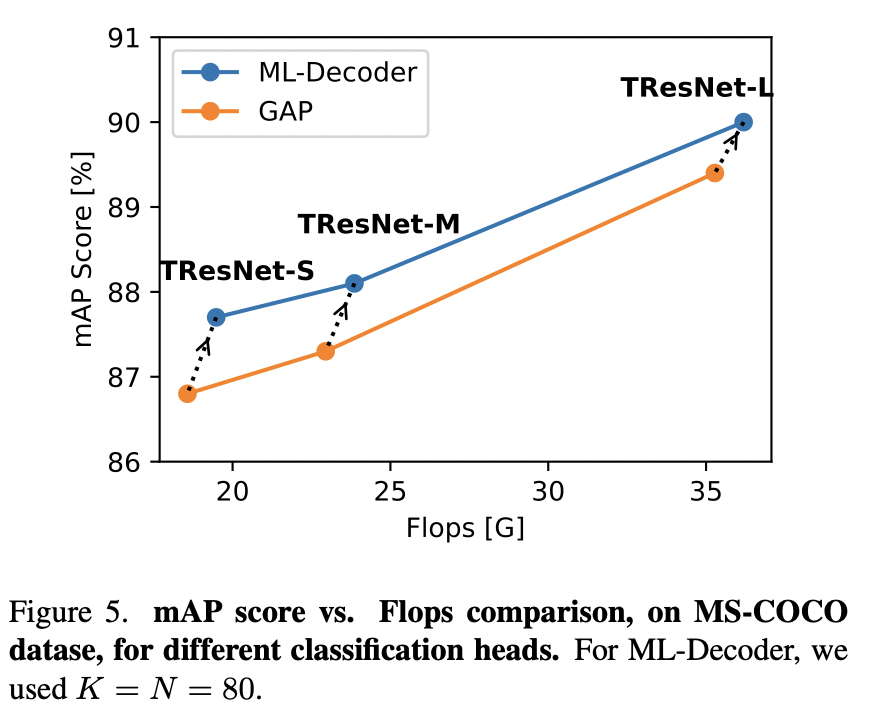 91
90
89
88
87
86
mAP Score [%]
ML-Decoder
GAP
TResNet-L
TResNet-M
TResNet-S
20 25 30 35
Flops [G]
Figure 5. mAP score vs. Flops comparison, on MS-COCO
datase, for different classification heads. For ML-Decoder, we
used K = N = 80.